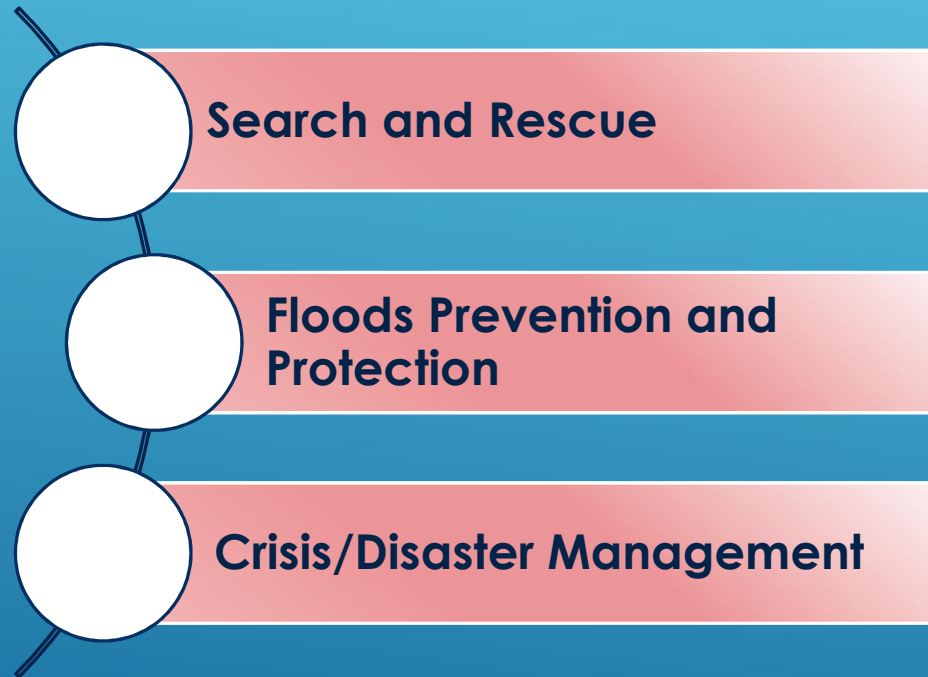 Search and Rescue
Floods Prevention and
Protection
Crisis/Disaster Management